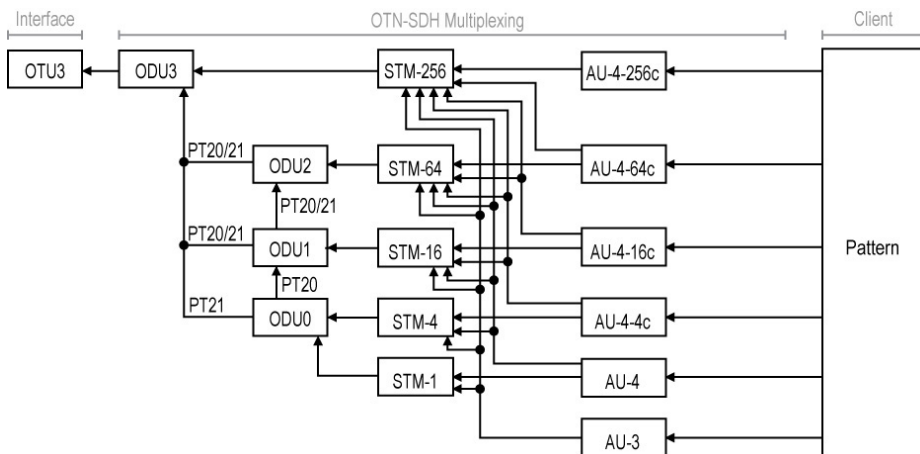 Interface OTN-SDH Multiplexing Client
OTU3 ODU3 STM-256 AU-4-256c
PT20/21 ODU2 STM-64 AU-4-64c
PT20/21
PT20/21 ODU1 STM-16 AU-4-16c Pattern
PT20
PT21 ODU0 STM-4 AU-4-4c
STM-1 AU-4
AU-3